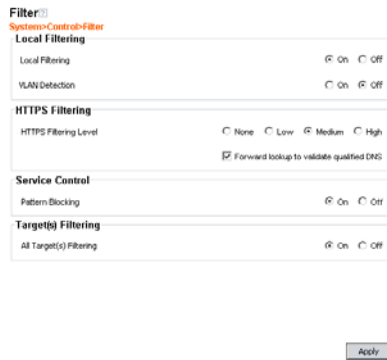 Filter
System>Control>Filter
Local Filtering
Local Filtering On Off
VLAN Detection On Off
HTTPS Filtering
HTTPS Filtering Level None Low Medium High
Forward lookup to validate qualified DNS
Service Control
Pattern Blocking On Off
Target(s) Filtering
All Target(s) Filtering On Off
Apply